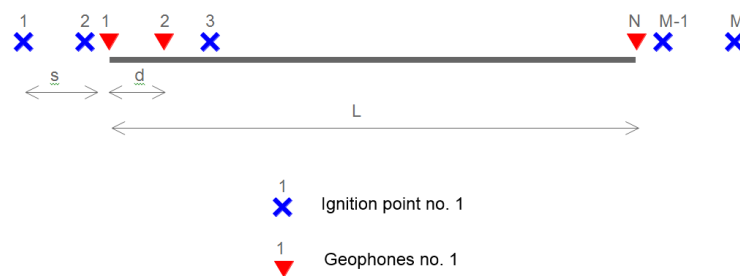 1 2 1 2 3 N M-1 M
s d
L
1
Ignition point no. 1
1
Geophones no. 1